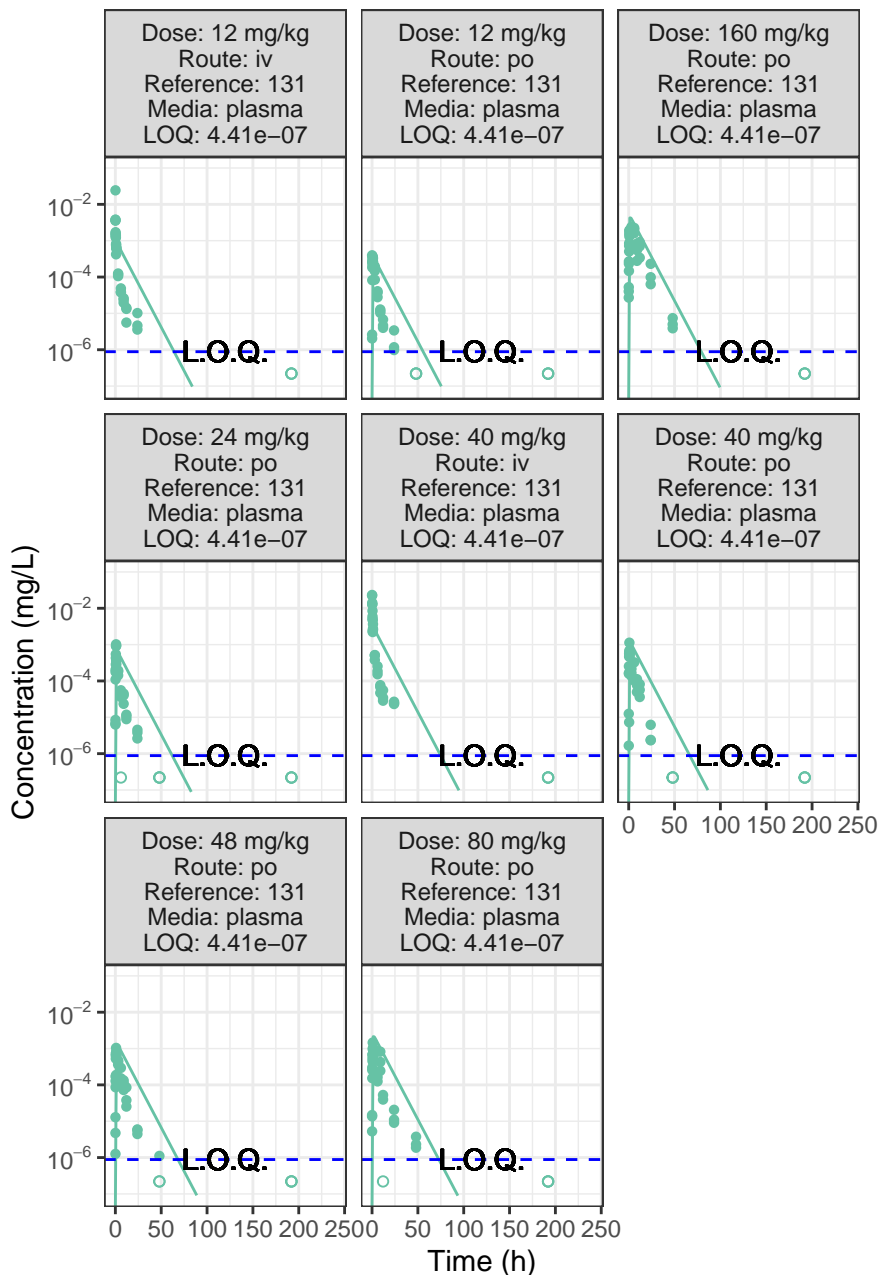 Dose: 12 mg/kg
Route: iv
Reference: 131
Media: plasma
LOQ: 4.41e−07
Dose: 12 mg/kg
Route: po
Reference: 131
Media: plasma
LOQ: 4.41e−07
Dose: 160 mg/kg
Route: po
Reference: 131
Media: plasma
LOQ: 4.41e−07
10⁻²
10⁻⁴
10⁻⁶
L.O.Q.
L.O.Q.
L.O.Q.
Dose: 24 mg/kg
Route: po
Reference: 131
Media: plasma
LOQ: 4.41e−07
Dose: 40 mg/kg
Route: iv
Reference: 131
Media: plasma
LOQ: 4.41e−07
Dose: 40 mg/kg
Route: po
Reference: 131
Media: plasma
LOQ: 4.41e−07
Concentration (mg/L)
10⁻²
10⁻⁴
10⁻⁶
L.O.Q.
L.O.Q.
L.O.Q.
0 50 100 150 200 250
Dose: 48 mg/kg
Route: po
Reference: 131
Media: plasma
LOQ: 4.41e−07
Dose: 80 mg/kg
Route: po
Reference: 131
Media: plasma
LOQ: 4.41e−07
10⁻²
10⁻⁴
10⁻⁶
L.O.Q.
L.O.Q.
0 50 100 150 200 250
0 50 100 150 200 250
Time (h)